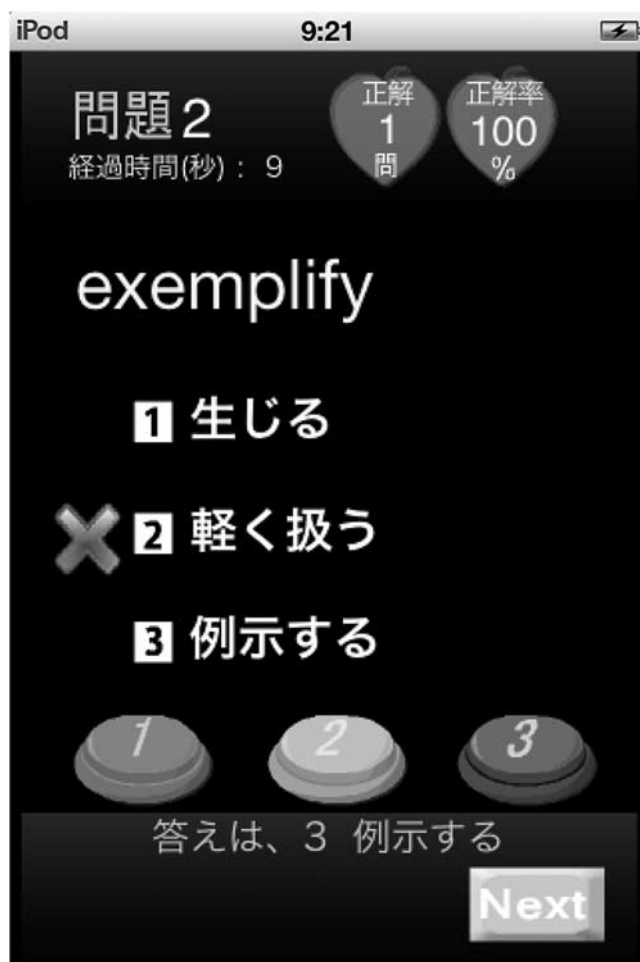 iPod 9:21
問題2
経過時間(秓): 9
正解
1
問
正解率
100
%
exemplify
1 生じる
2 軽く扱う
3 例示する
1 2 3
答えは、3 例示する
Next